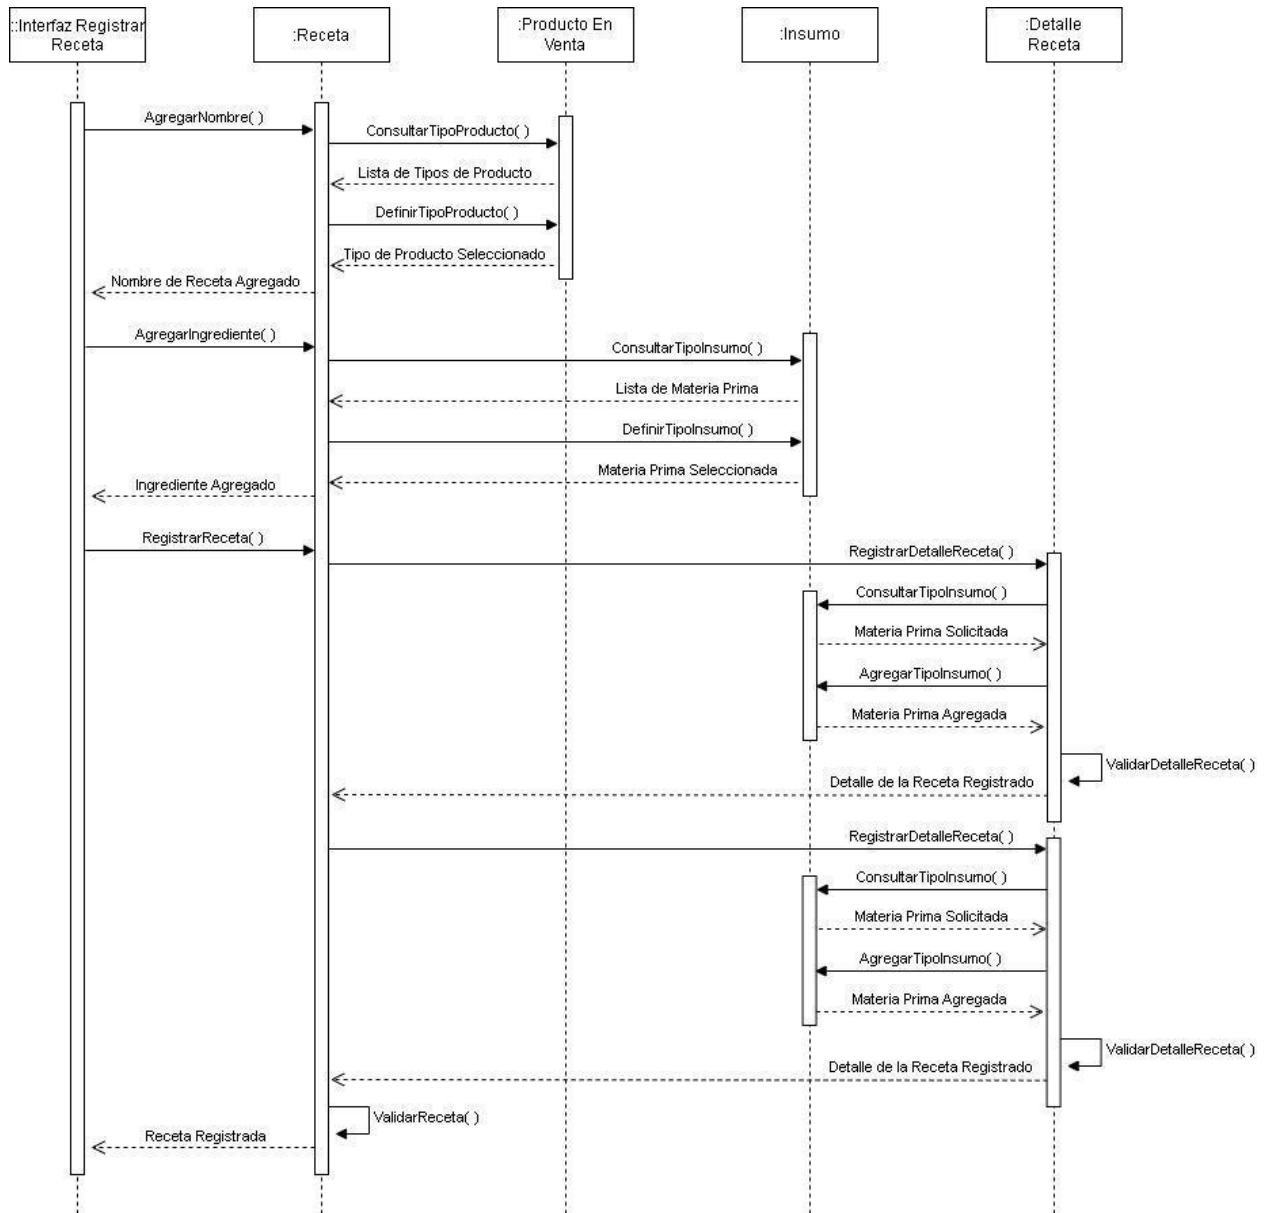 ::Interfaz Registrar
Receta
:Receta
:Producto En
Venta
:Insumo
:Detalle
Receta
AgregarNombre( )
ConsultarTipoProducto( )
Lista de Tipos de Producto
DefinirTipoProducto( )
Tipo de Producto Seleccionado
Nombre de Receta Agregado
AgregarIngrediente( )
ConsultarTipoInsumo( )
Lista de Materia Prima
DefinirTipoInsumo( )
Materia Prima Seleccionada
Ingrediente Agregado
RegistrarReceta( )
RegistrarDetalleReceta( )
ConsultarTipoInsumo( )
Materia Prima Solicitada
AgregarTipoInsumo( )
Materia Prima Agregada
ValidarDetalleReceta( )
Detalle de la Receta Registrado
RegistrarDetalleReceta( )
ConsultarTipoInsumo( )
Materia Prima Solicitada
AgregarTipoInsumo( )
Materia Prima Agregada
ValidarDetalleReceta( )
Detalle de la Receta Registrado
ValidarReceta( )
Receta Registrada